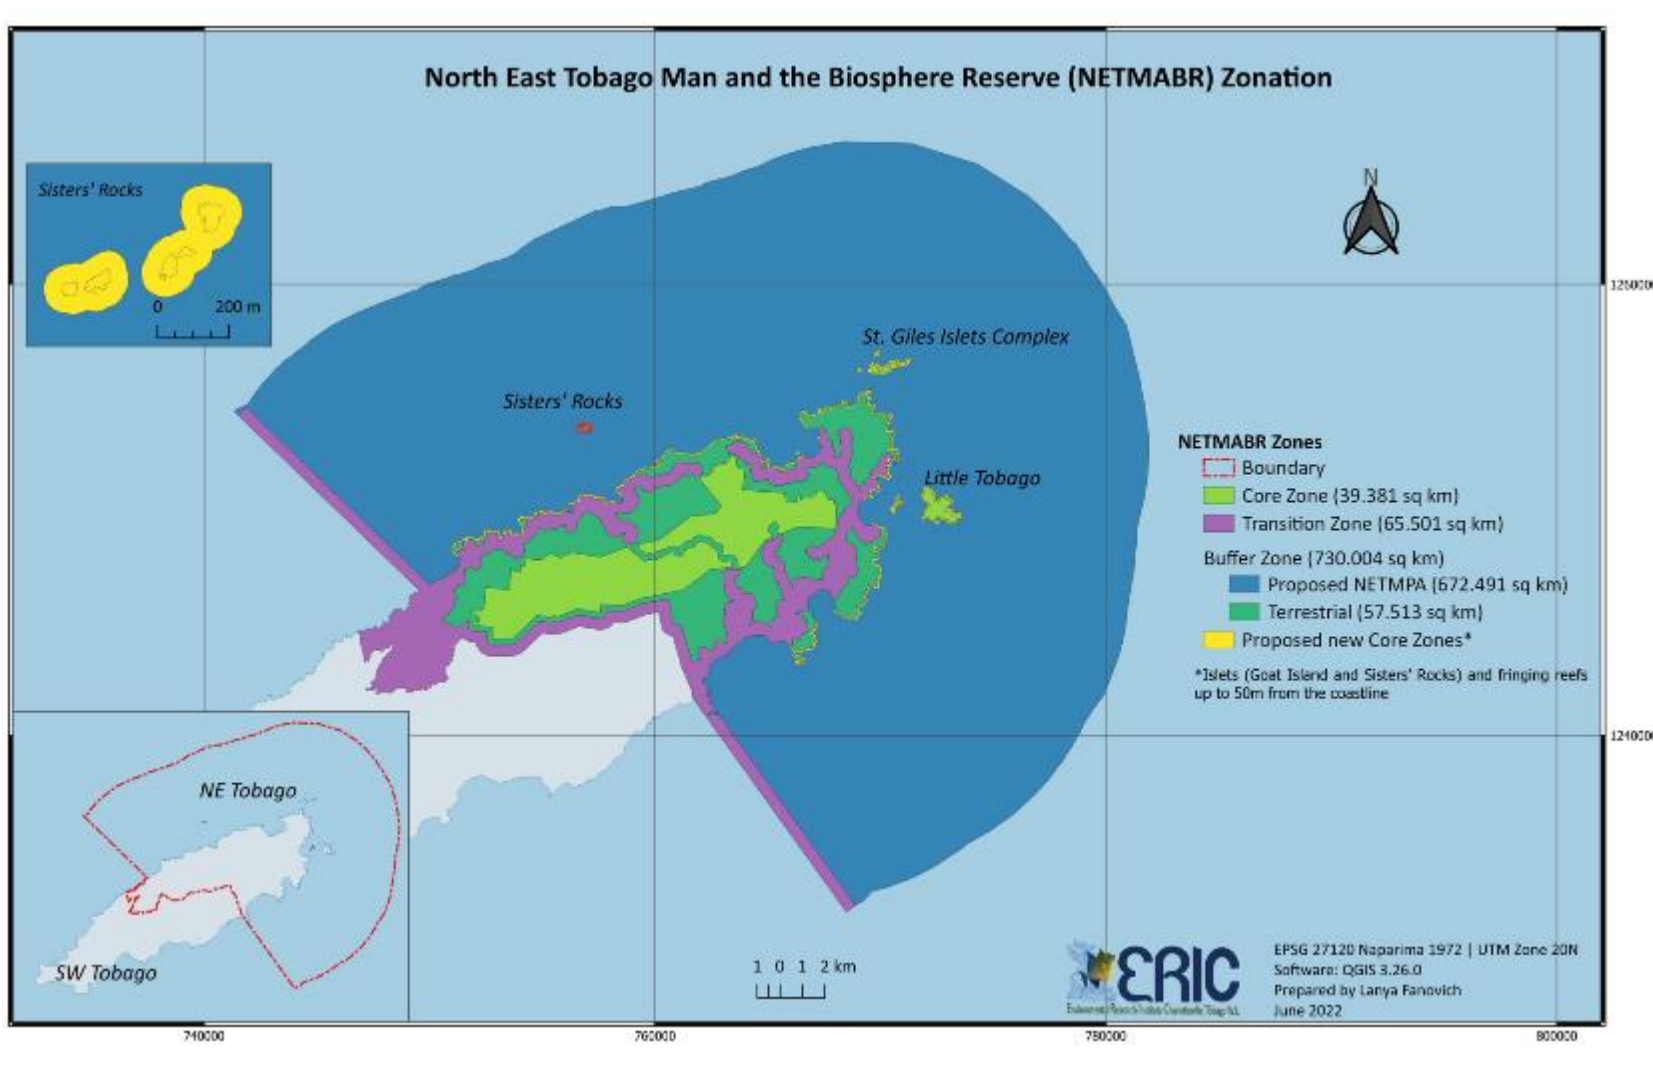 North East Tobago Man and the Biosphere Reserve (NETMABR) Zonation
Sisters' Rocks
0 200 m
N
St. Giles Islets Complex
Sisters' Rocks
Little Tobago
NETMABR Zones
Boundary
Core Zone (39.381 sq km)
Transition Zone (65.501 sq km)
Buffer Zone (730.004 sq km)
Proposed NETMPA (672.491 sq km)
Terrestrial (57.513 sq km)
Proposed new Core Zones*
*Islets (Goat Island and Sisters' Rocks) and fringing reefs
up to 50m from the coastline
NE Tobago
SW Tobago
1 0 1 2 km
ERIC
EPSG 27120 Naparima 1972 | UTM Zone 20N
Software: QGIS 3.26.0
Prepared by Lanya Fanovich
June 2022
740000 760000 780000 800000